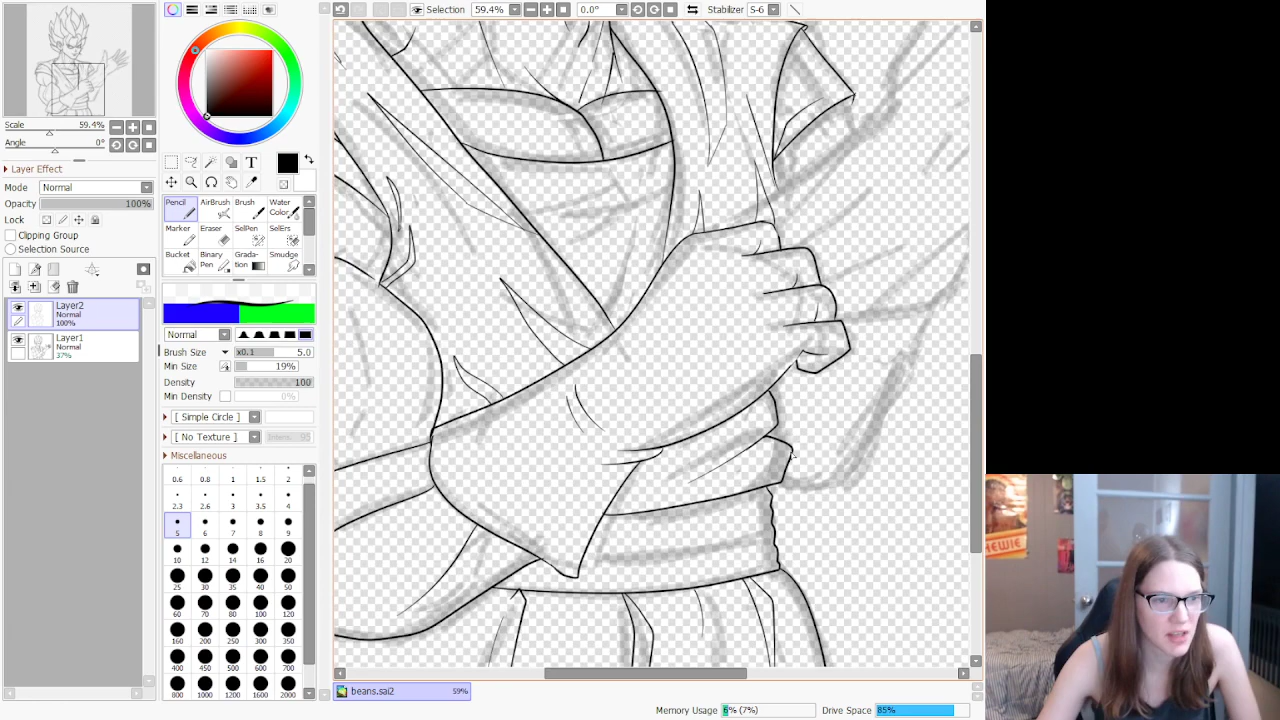 Selection 59.4% 0.0° Stabilizer S-6
Scale 59.4%
Angle 0°
Layer Effect
Mode Normal
Opacity 100%
Lock
Clipping Group
Selection Source
Layer2
Normal
100%
Layer1
Normal
37%
T
Pencil AirBrush Brush Water Color
Marker Eraser SelPen SelErs
Bucket Binary Pen Grada-tion Smudge
Normal
Brush Size x0.1 5.0
Min Size 19%
Density 100
Min Density 0%
[ Simple Circle ]
[ No Texture ] 95
Miscellaneous
0.6 0.8 1 1.5 2
2.3 2.6 3 3.5 4
5 6 7 8 9
10 12 14 16 20
25 30 35 40 50
60 70 80 100 120
160 200 250 300 350
400 450 500 600 700
800 1000 1200 1600 2000
beans.sai2 59%
Memory Usage 6% (7%) Drive Space 85%
HEWIE